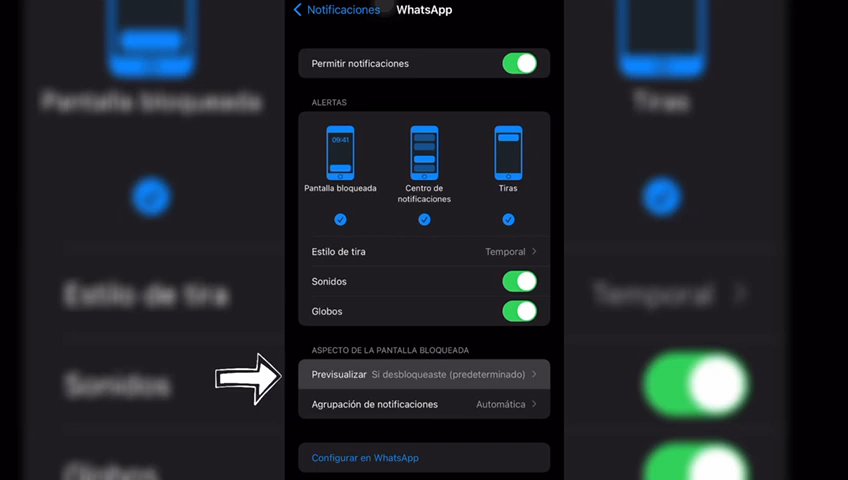 Notificaciones WhatsApp
Permitir notificaciones
ALERTAS
09:41
Pantalla bloqueada
Centro de
notificaciones
Tiras
Estilo de tira Temporal
Sonidos
Globos
ASPECTO DE LA PANTALLA BLOQUEADA
Previsualizar Si desbloqueaste (predeterminado)
Agrupación de notificaciones Automática
Configurar en WhatsApp
Pantalla bloqueada
Tiras
Estilo de tira
Temporal
Sonidos
Globos